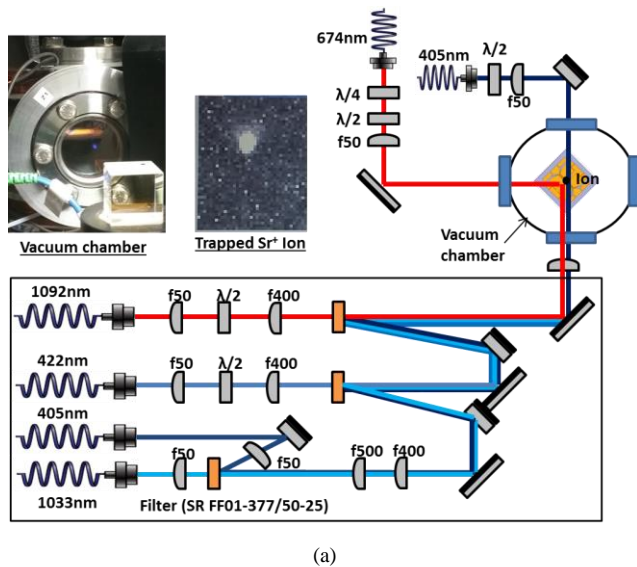 674nm
405nm
λ/2
f50
λ/4
λ/2
f50
Ion
Vacuum chamber
Trapped Sr⁺ Ion
Vacuum
chamber
1092nm
f50
λ/2
f400
422nm
f50
λ/2
f400
405nm
f50
f50
f500
f400
1033nm
Filter (SR FF01-377/50-25)
(a)